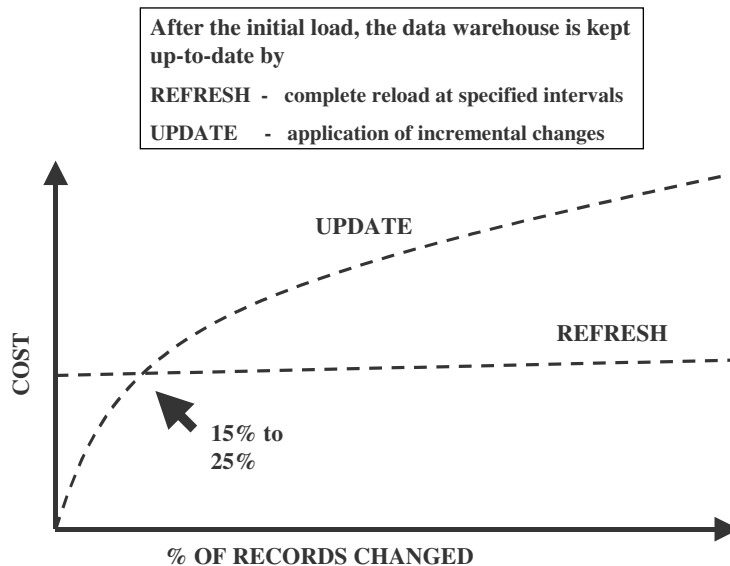 After the initial load, the data warehouse is kept
up-to-date by
REFRESH - complete reload at specified intervals
UPDATE - application of incremental changes
UPDATE
REFRESH
COST
15% to
25%
% OF RECORDS CHANGED